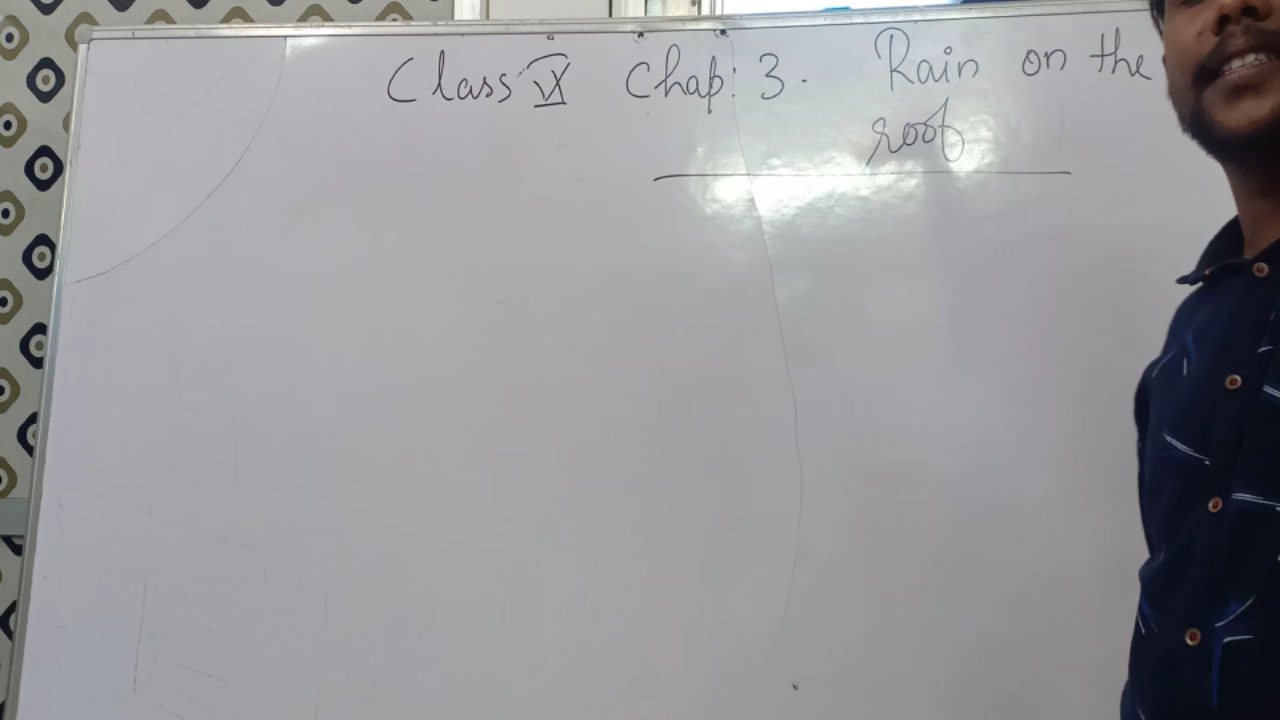 Class IX Chap: 3. Rain on the
roof